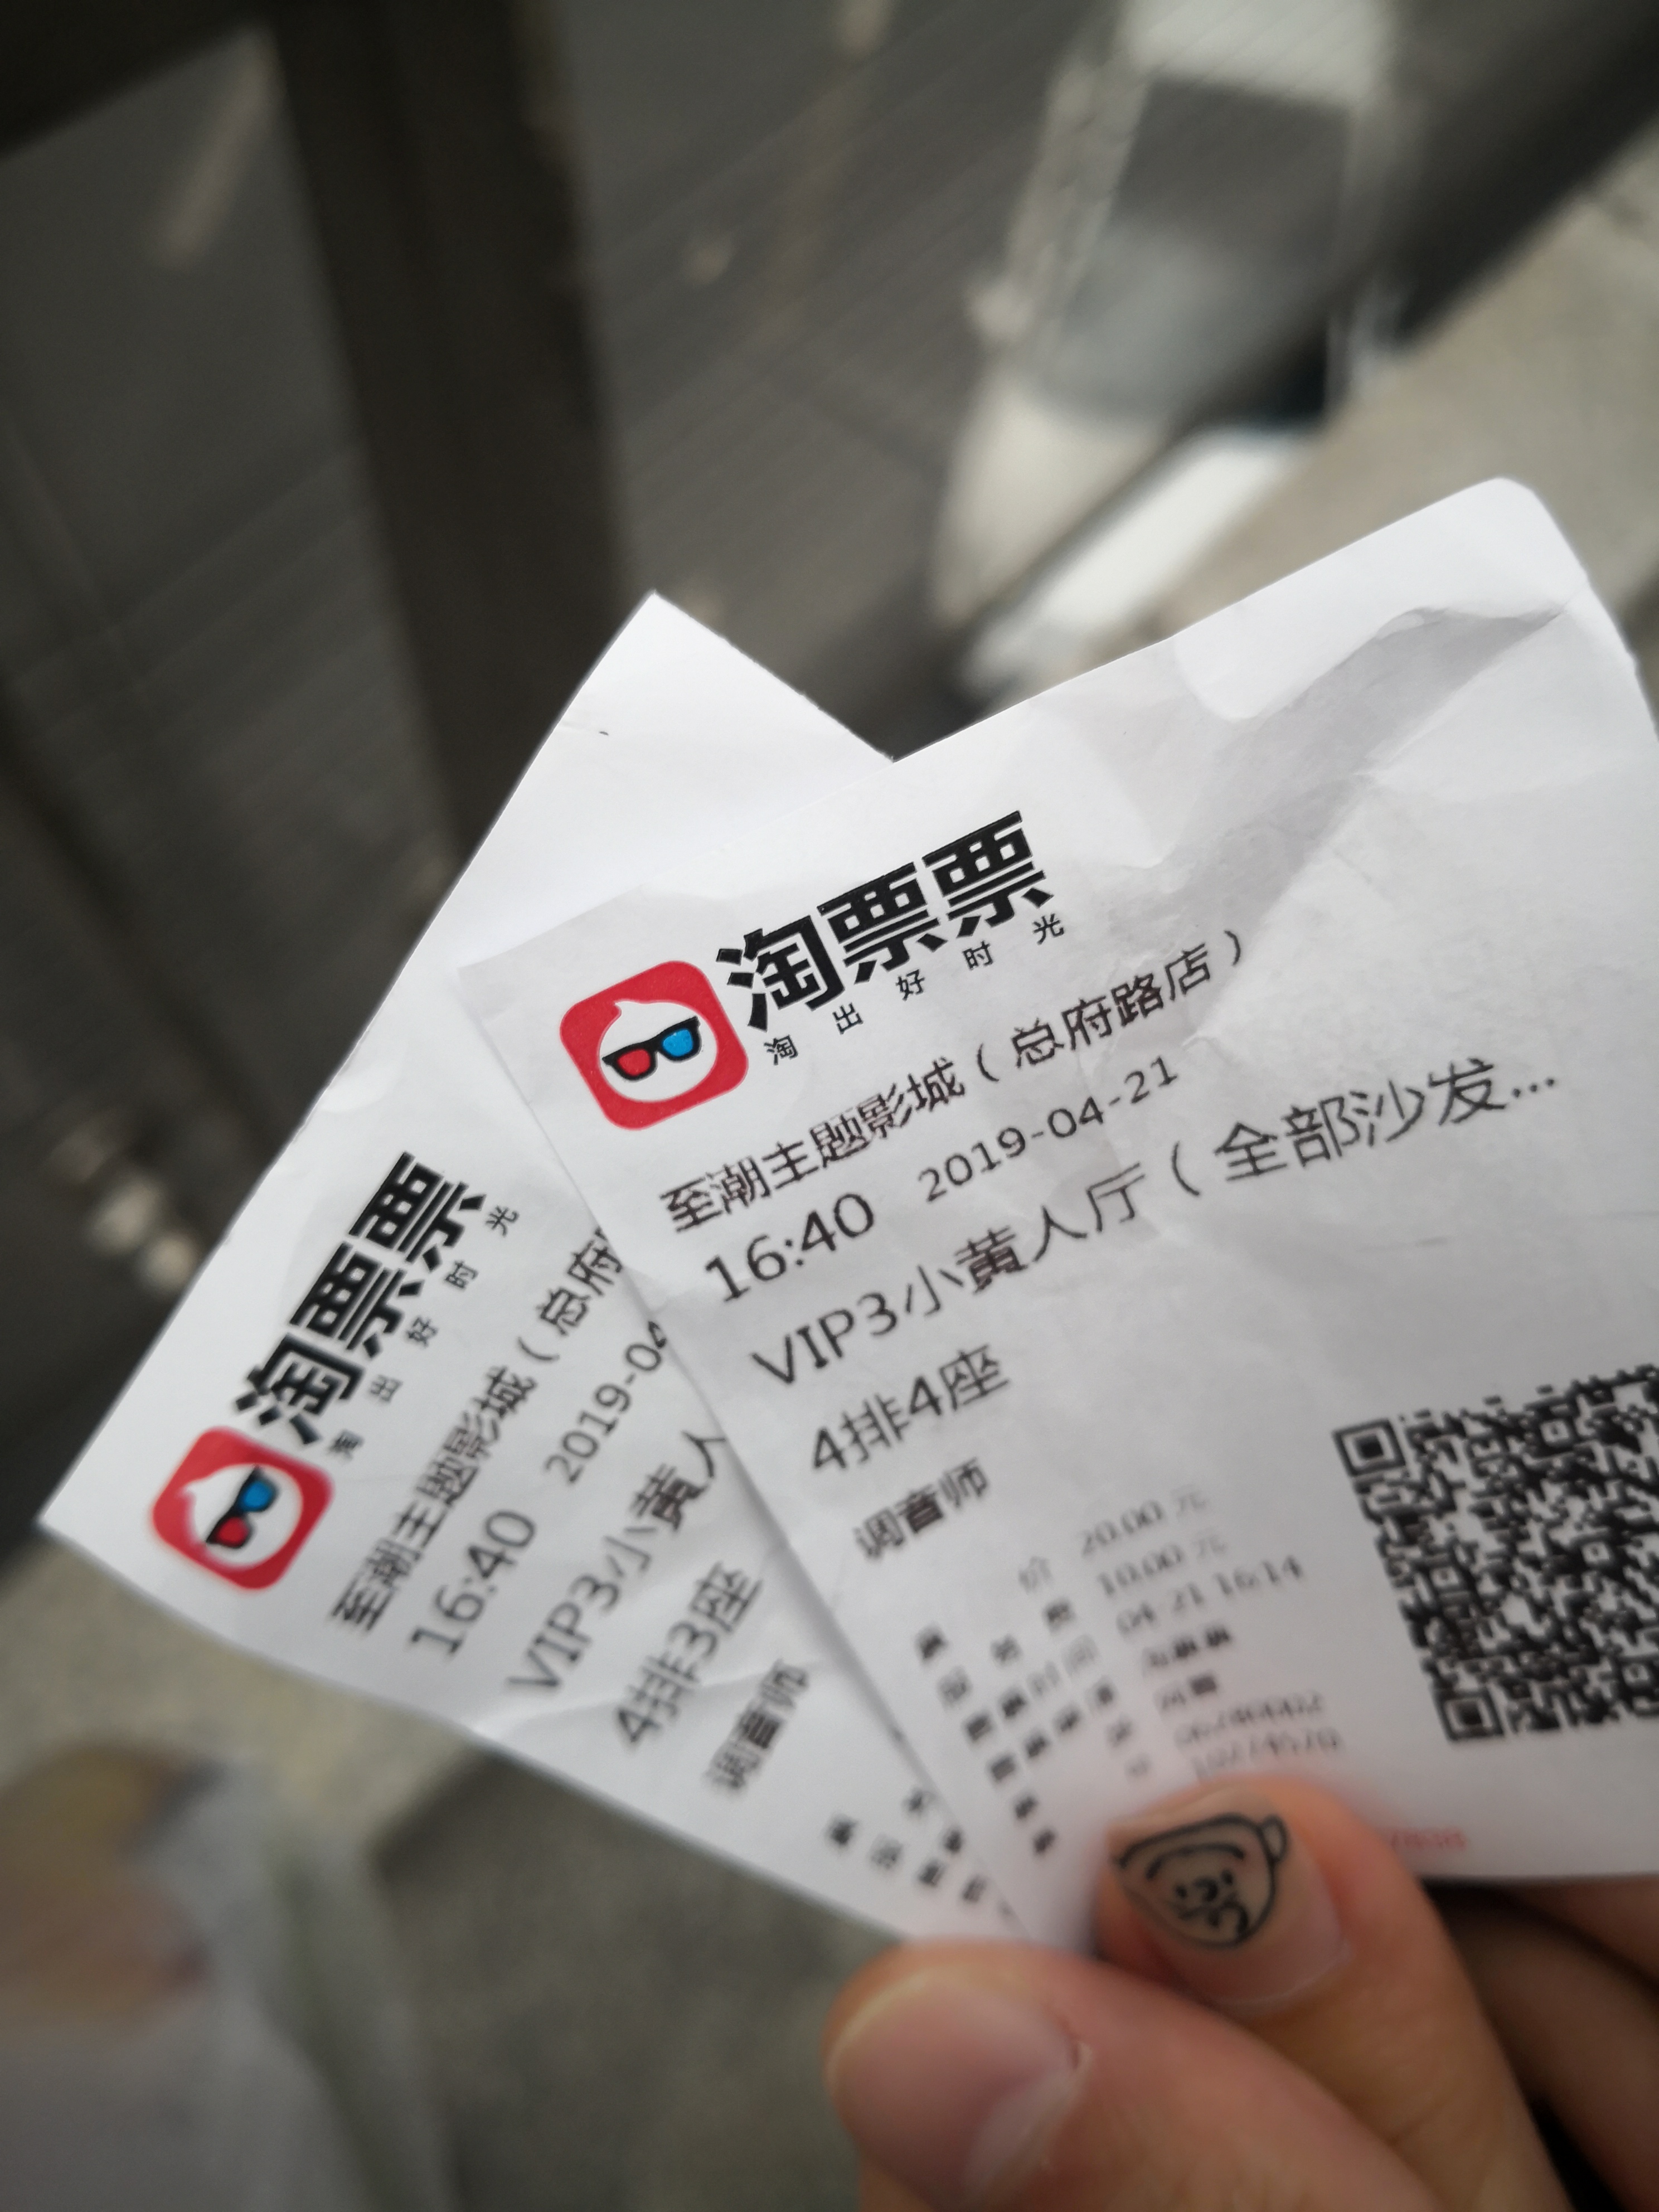 淘票票
淘出好时光
至潮主题影城（总府路店）
16:40 2019-04-21
VIP3小黄人厅（全部沙发...
4排4座
调音师
价 20.00 元
10.00 元
04-21 16:14
淘票票
淘出好时光
至潮主题影城（总府
16:40 2019-04
VIP3小黄人
4排3座
调音师